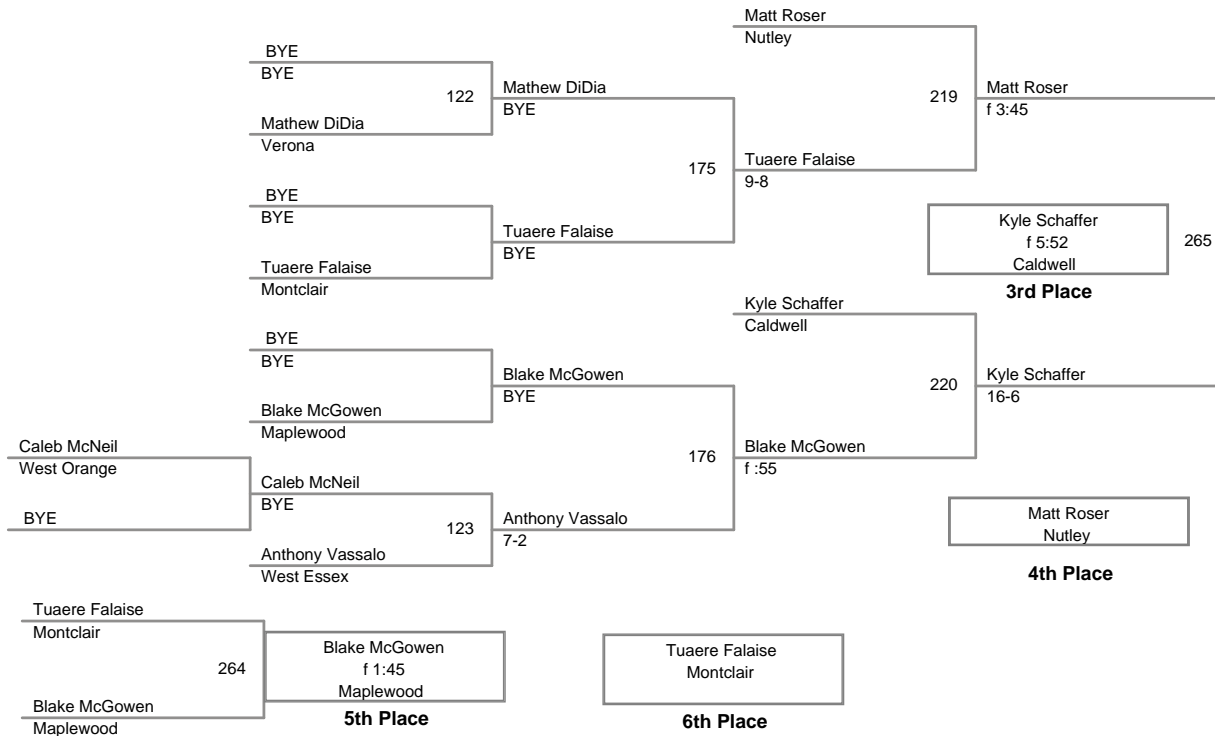 Matt Roser
Nutley
BYE
BYE
122
Mathew DiDia
BYE
219
Matt Roser
f 3:45
Mathew DiDia
Verona
175
Tuaere Falaise
9-8
BYE
BYE
Tuaere Falaise
BYE
Kyle Schaffer
f 5:52
Caldwell
265
3rd Place
Tuaere Falaise
Montclair
Kyle Schaffer
Caldwell
BYE
BYE
Blake McGowen
BYE
220
Kyle Schaffer
16-6
Blake McGowen
Maplewood
Caleb McNeil
West Orange
176
Blake McGowen
f :55
Caleb McNeil
BYE
BYE
123
Anthony Vassalo
7-2
Matt Roser
Nutley
4th Place
Anthony Vassalo
West Essex
Tuaere Falaise
Montclair
264
Blake McGowen
f 1:45
Maplewood
5th Place
Tuaere Falaise
Montclair
6th Place
Blake McGowen
Maplewood